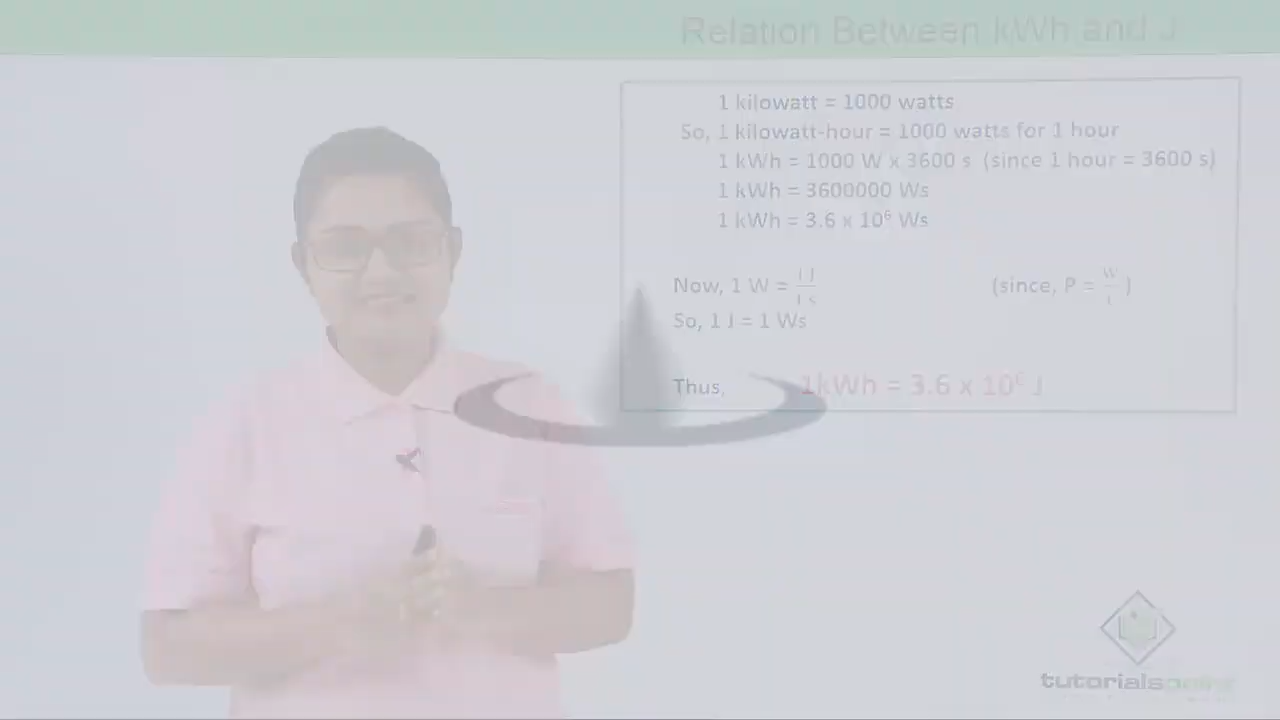 Relation Between kWh and J
1 kilowatt = 1000 watts
So, 1 kilowatt-hour = 1000 watts for 1 hour
1 kWh = 1000 W x 3600 s (since 1 hour = 3600 s)
1 kWh = 3600000 Ws
1 kWh = 3.6 x 10⁶ Ws
Now, 1 W = 1 J / 1 s (since, P = W / t )
So, 1 J = 1 Ws
Thus, 1kWh = 3.6 x 10⁶ J
tutorialspoint